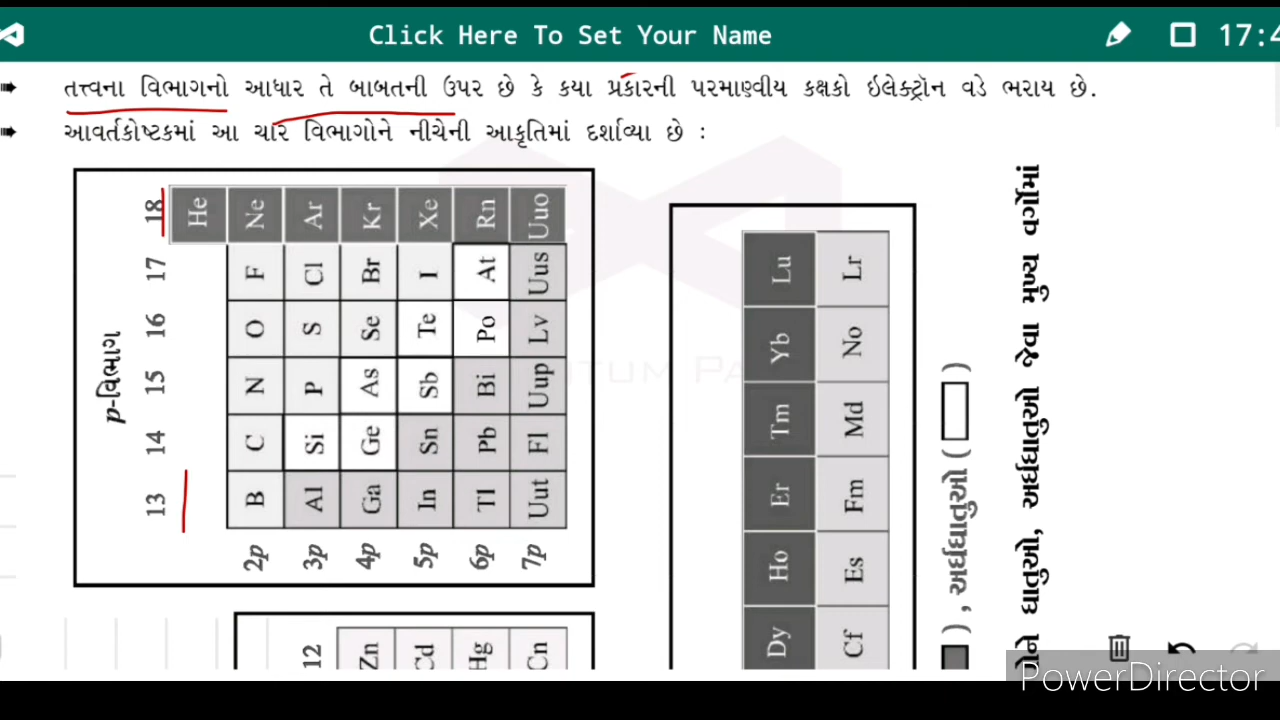 Click Here To Set Your Name
તત્ત્વના વિભાગનો આધાર તે બાબતની ઉપર છે કે કયા પ્રકારની પરમાણ્વીય કક્ષકો ઇલેક્ટ્રૉન વડે ભરાય છે.
આવર્તકોષ્ટકમાં આ ચાર વિભાગોને નીચેની આકૃતિમાં દર્શાવ્યા છે :
p-વિભાગ
13 14 15 16 17 18
He
2p B C N O F Ne
3p Al Si P S Cl Ar
4p Ga Ge As Se Br Kr
5p In Sn Sb Te I Xe
6p Tl Pb Bi Po At Rn
7p Uut Fl Uup Lv Uus Uuo
12
Zn
Cd
Hg
Cn
Dy Ho Er Tm Yb Lu
Cf Es Fm Md No Lr
) , અર્ધધાતુઓ ( )
ધાતુઓ, અર્ધધાતુઓ જેવા મુખ્ય વર્ગોમાં
PowerDirector